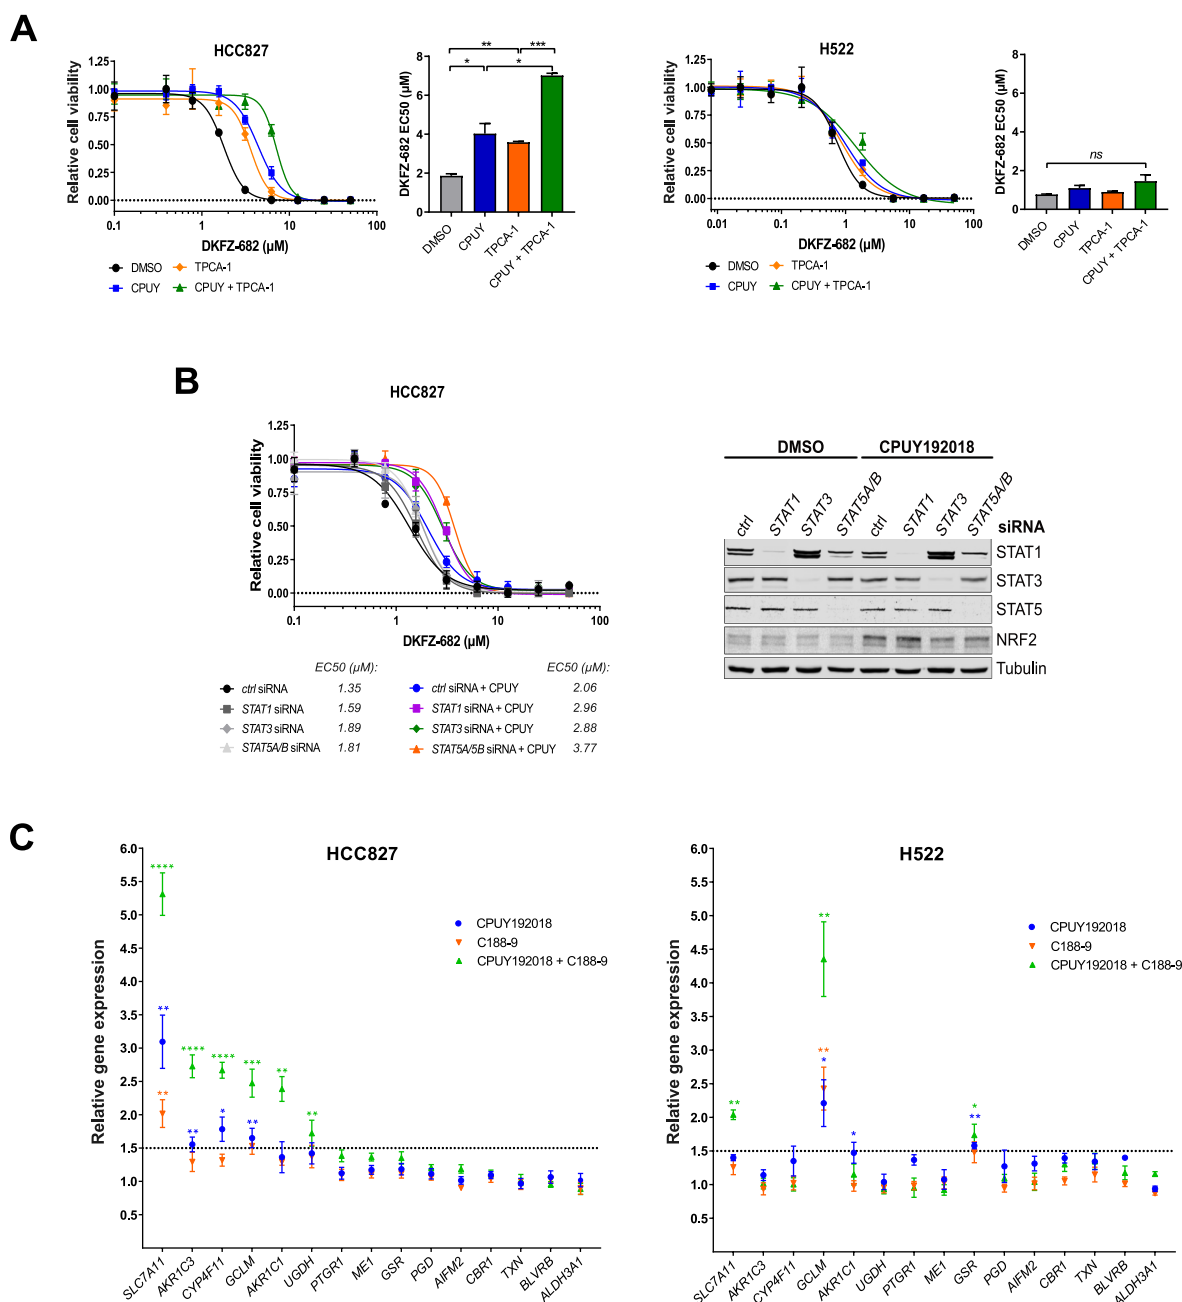 A
HCC827
Relative cell viability
1.25
1.00
0.75
0.50
0.25
0.00
0.1
1
10
100
DKFZ-682 (µM)
DMSO
TPCA-1
CPUY
CPUY + TPCA-1
DKFZ-682 EC50 (µM)
8
6
4
2
0
**
***
*
*
DMSO
CPUY
TPCA-1
CPUY + TPCA-1
H522
Relative cell viability
1.25
1.00
0.75
0.50
0.25
0.00
0.01
0.1
1
10
100
DKFZ-682 (µM)
DMSO
TPCA-1
CPUY
CPUY + TPCA-1
DKFZ-682 EC50 (µM)
8
6
4
2
0
ns
DMSO
CPUY
TPCA-1
CPUY + TPCA-1
B
HCC827
Relative cell viability
1.25
1.00
0.75
0.50
0.25
0.00
0.1
1
10
100
DKFZ-682 (µM)
EC50 (µM): EC50 (µM):
ctrl siRNA 1.35 ctrl siRNA + CPUY 2.06
STAT1 siRNA 1.59 STAT1 siRNA + CPUY 2.96
STAT3 siRNA 1.89 STAT3 siRNA + CPUY 2.88
STAT5A/B siRNA 1.81 STAT5A/5B siRNA + CPUY 3.77
DMSO CPUY192018
ctrl STAT1 STAT3 STAT5A/B ctrl STAT1 STAT3 STAT5A/B
siRNA
STAT1
STAT3
STAT5
NRF2
Tubulin
C
HCC827
Relative gene expression
6.0
5.5
5.0
4.5
4.0
3.5
3.0
2.5
2.0
1.5
1.0
0.5
****
**
**
**
****
*
****
**
***
**
**
CPUY192018
C188-9
CPUY192018 + C188-9
SLC7A11
AKR1C3
CYP4F11
GCLM
AKR1C1
UGDH
PTGR1
ME1
GSR
PGD
AIFM2
CBR1
TXN
BLVRB
ALDH3A1
H522
Relative gene expression
6.0
5.5
5.0
4.5
4.0
3.5
3.0
2.5
2.0
1.5
1.0
0.5
**
**
**
*
*
*
**
CPUY192018
C188-9
CPUY192018 + C188-9
SLC7A11
AKR1C3
CYP4F11
GCLM
AKR1C1
UGDH
PTGR1
ME1
GSR
PGD
AIFM2
CBR1
TXN
BLVRB
ALDH3A1